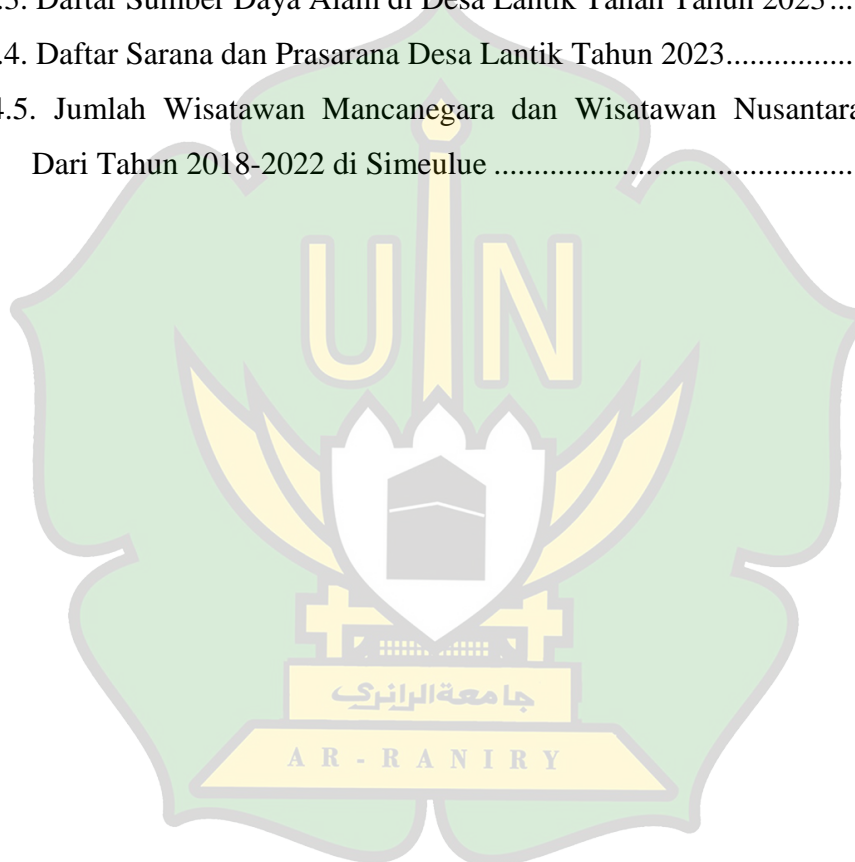 .3. Daftar Sumber Daya Alam di Desa Lantik Tahan Tahun 2023...
.4. Daftar Sarana dan Prasarana Desa Lantik Tahun 2023................
4.5. Jumlah Wisatawan Mancanegara dan Wisatawan Nusantara
Dari Tahun 2018-2022 di Simeulue .............................................
UIN
جامعةالرانري
AR-RANIRY